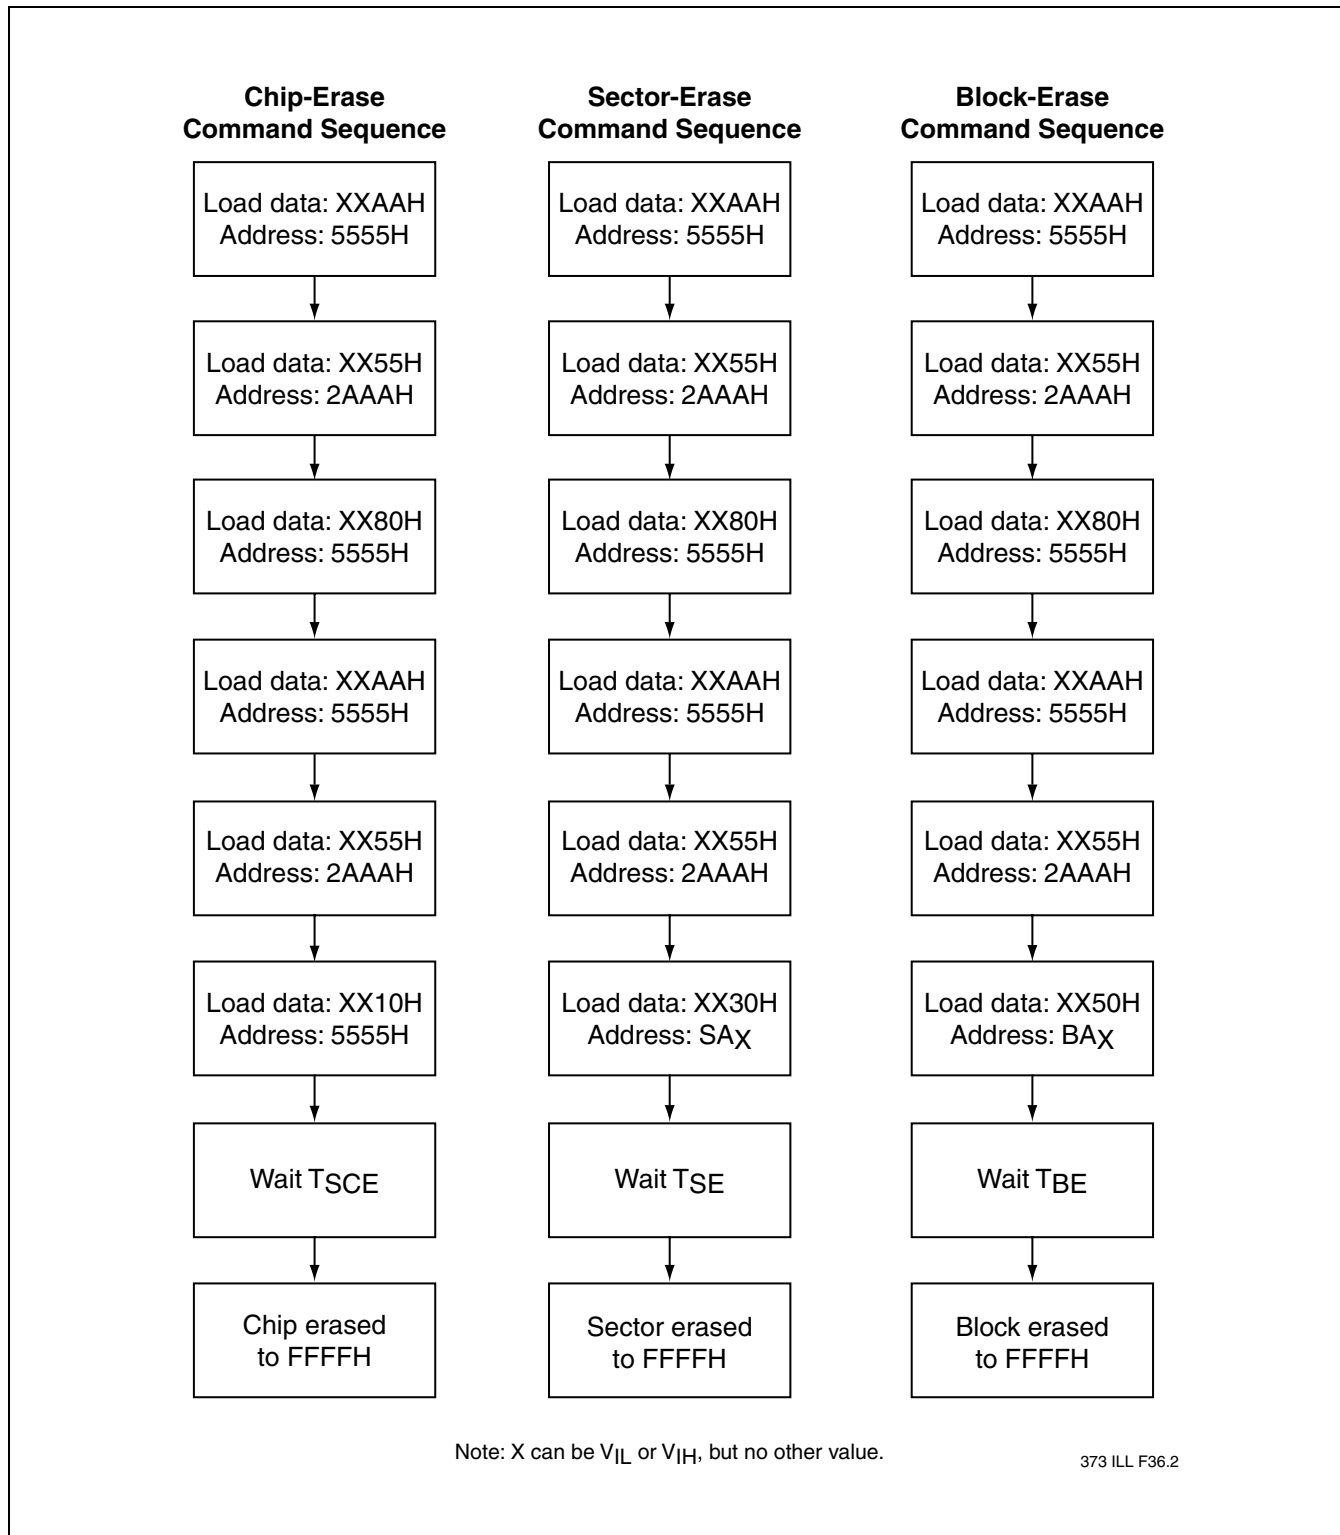 Chip-Erase
Command Sequence
Load data: XXAAH
Address: 5555H
Load data: XX55H
Address: 2AAAH
Load data: XX80H
Address: 5555H
Load data: XXAAH
Address: 5555H
Load data: XX55H
Address: 2AAAH
Load data: XX10H
Address: 5555H
Wait TSCE
Chip erased
to FFFFH
Sector-Erase
Command Sequence
Load data: XXAAH
Address: 5555H
Load data: XX55H
Address: 2AAAH
Load data: XX80H
Address: 5555H
Load data: XXAAH
Address: 5555H
Load data: XX55H
Address: 2AAAH
Load data: XX30H
Address: SAX
Wait TSE
Sector erased
to FFFFH
Block-Erase
Command Sequence
Load data: XXAAH
Address: 5555H
Load data: XX55H
Address: 2AAAH
Load data: XX80H
Address: 5555H
Load data: XXAAH
Address: 5555H
Load data: XX55H
Address: 2AAAH
Load data: XX50H
Address: BAX
Wait TBE
Block erased
to FFFFH
Note: X can be VIL or VIH, but no other value.
373 ILL F36.2